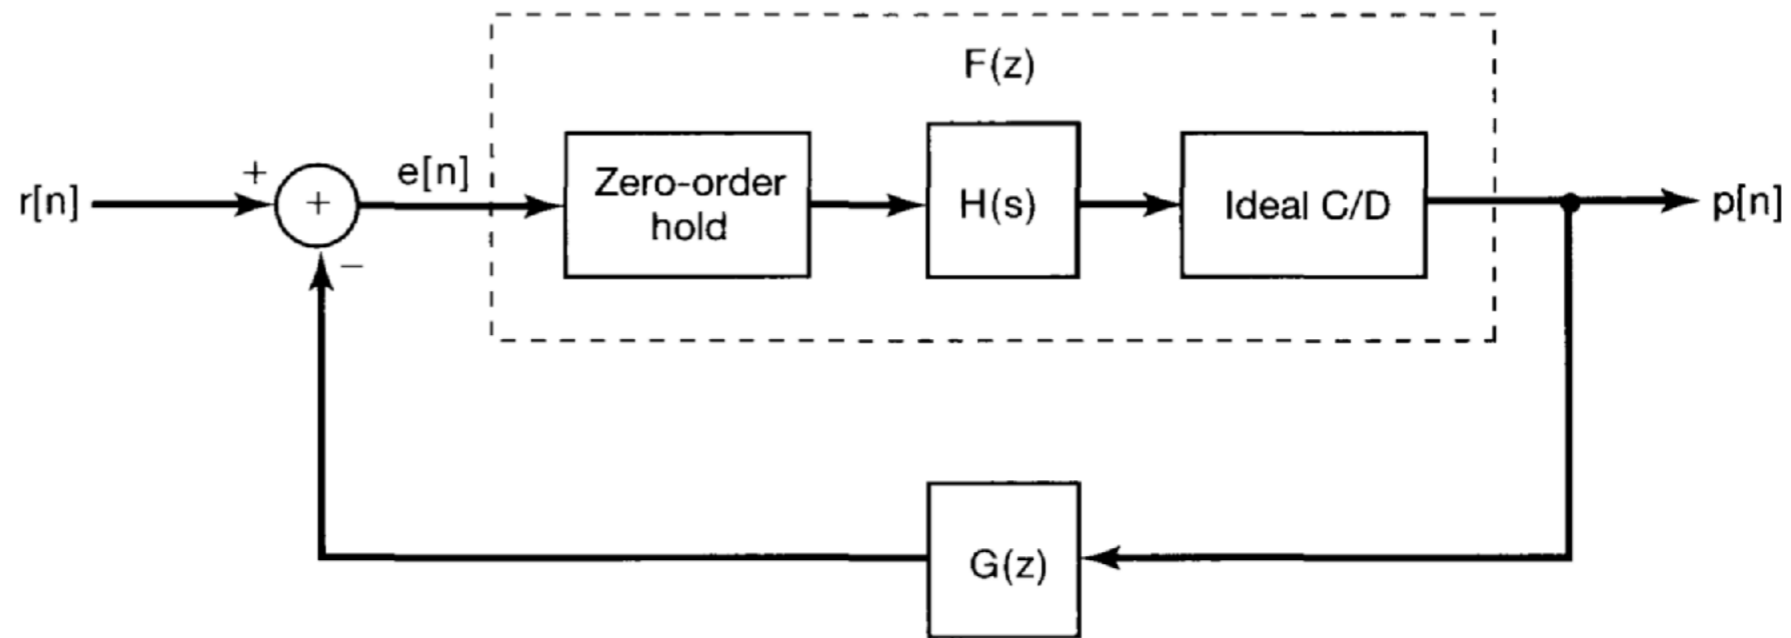 F(z)
r[n]
+
+
−
e[n]
Zero-order
hold
H(s)
Ideal C/D
p[n]
G(z)